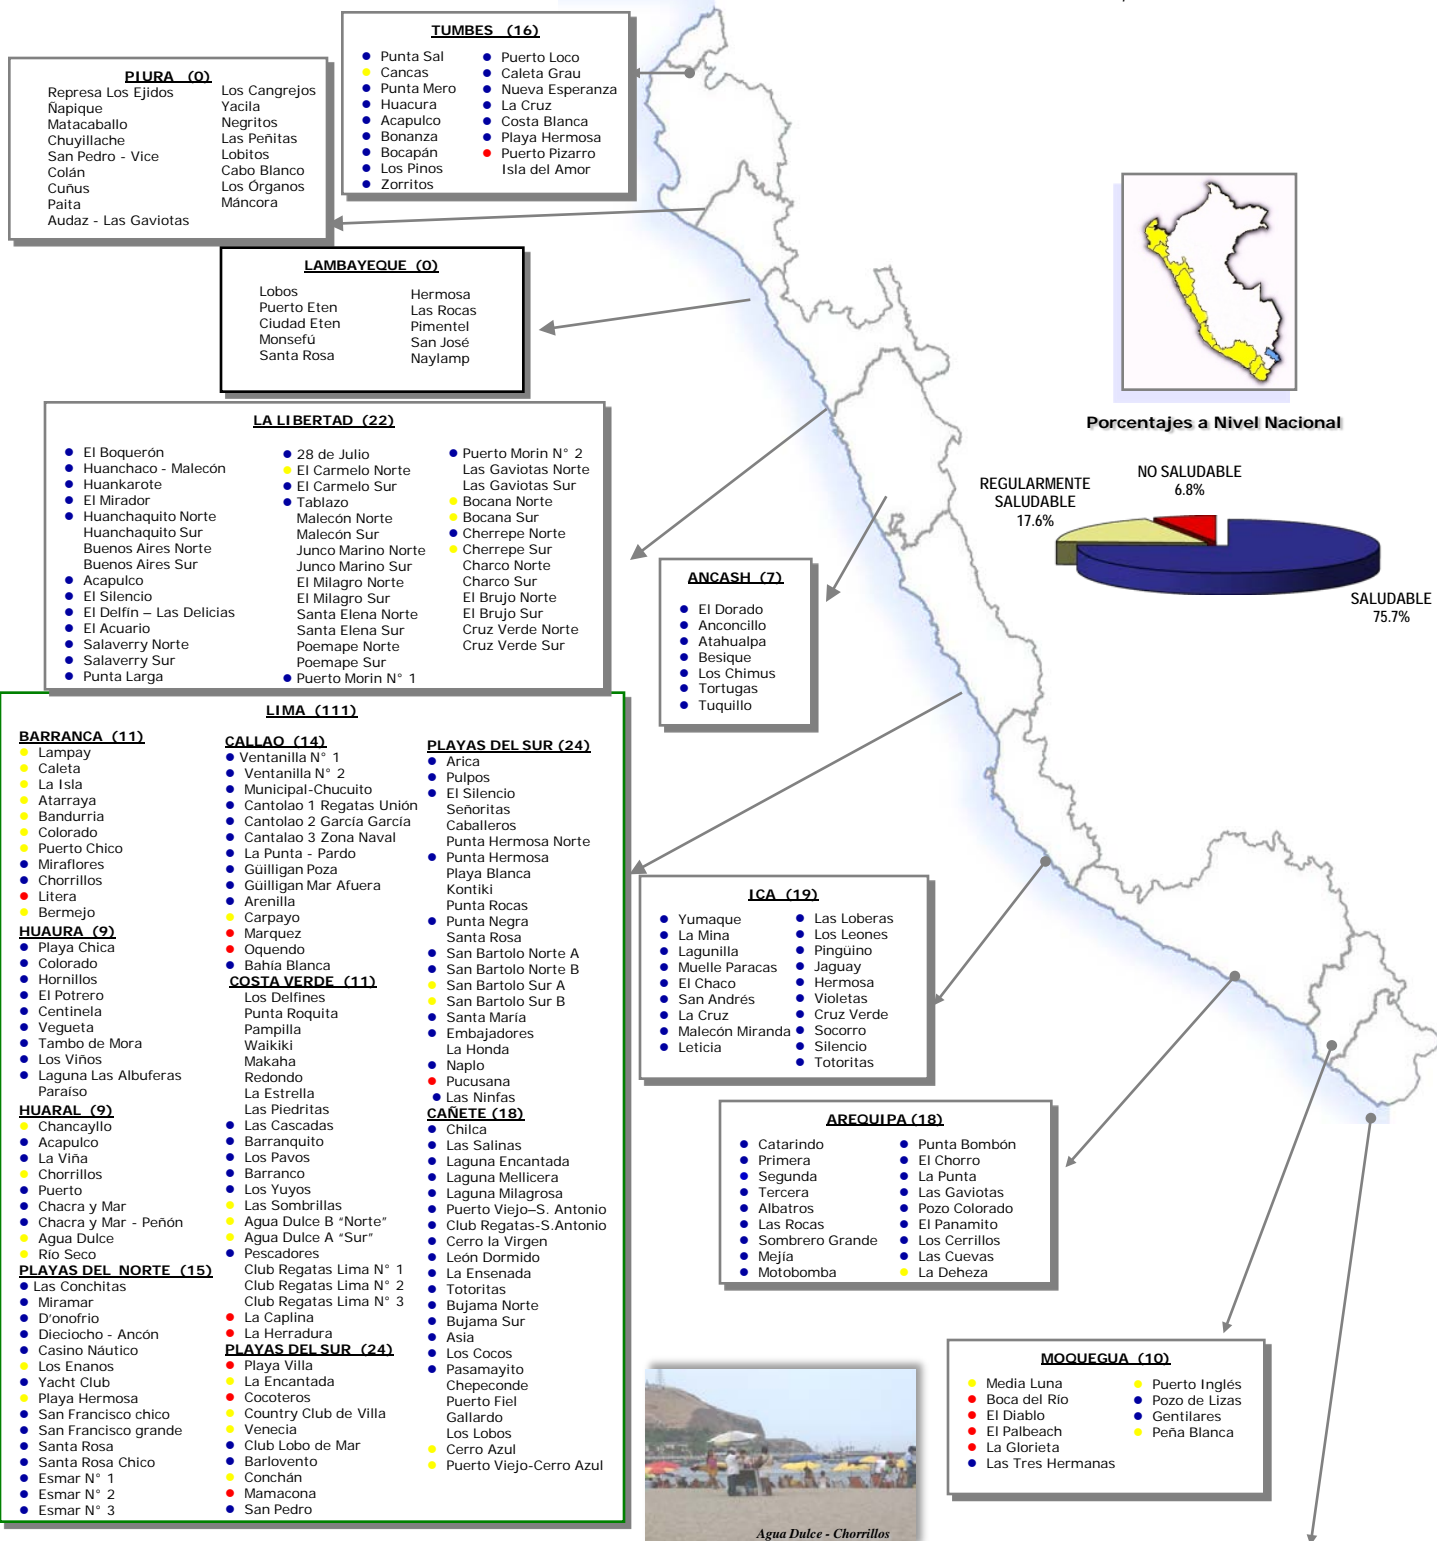 TUMBES (16)
Punta Sal
Cancas
Punta Mero
Huacura
Acapulco
Bonanza
Bocapán
Los Pinos
Zorritos
Puerto Loco
Caleta Grau
Nueva Esperanza
La Cruz
Costa Blanca
Playa Hermosa
Puerto Pizarro
Isla del Amor
PIURA (0)
Represa Los Ejidos
Ñapique
Matacaballo
Chuyillache
San Pedro - Vice
Colán
Cuñus
Paita
Audaz - Las Gaviotas
Los Cangrejos
Yacila
Negritos
Las Peñitas
Lobitos
Cabo Blanco
Los Órganos
Máncora
LAMBAYEQUE (0)
Lobos
Puerto Eten
Ciudad Eten
Monsefú
Santa Rosa
Hermosa
Las Rocas
Pimentel
San José
Naylamp
LA LIBERTAD (22)
El Boquerón
Huanchaco - Malecón
Huankarote
El Mirador
Huanchaquito Norte
Huanchaquito Sur
Buenos Aires Norte
Buenos Aires Sur
Acapulco
El Silencio
El Delfín – Las Delicias
El Acuario
Salaverry Norte
Salaverry Sur
Punta Larga
28 de Julio
El Carmelo Norte
El Carmelo Sur
Tablazo
Malecón Norte
Malecón Sur
Junco Marino Norte
Junco Marino Sur
El Milagro Norte
El Milagro Sur
Santa Elena Norte
Santa Elena Sur
Poemape Norte
Poemape Sur
Puerto Morin N° 1
Puerto Morin N° 2
Las Gaviotas Norte
Las Gaviotas Sur
Bocana Norte
Bocana Sur
Cherrepe Norte
Cherrepe Sur
Charco Norte
Charco Sur
El Brujo Norte
El Brujo Sur
Cruz Verde Norte
Cruz Verde Sur
Porcentajes a Nivel Nacional
NO SALUDABLE
6.8%
REGULARMENTE
SALUDABLE
17.6%
SALUDABLE
75.7%
ANCASH (7)
El Dorado
Anconcillo
Atahualpa
Besique
Los Chimus
Tortugas
Tuquillo
LIMA (111)
BARRANCA (11)
Lampay
Caleta
La Isla
Atarraya
Bandurria
Colorado
Puerto Chico
Miraflores
Chorrillos
Litera
Bermejo
HUAURA (9)
Playa Chica
Colorado
Hornillos
El Potrero
Centinela
Vegueta
Tambo de Mora
Los Viños
Laguna Las Albuferas
Paraíso
HUARAL (9)
Chancayllo
Acapulco
La Viña
Chorrillos
Puerto
Chacra y Mar
Chacra y Mar - Peñón
Agua Dulce
Río Seco
PLAYAS DEL NORTE (15)
Las Conchitas
Miramar
D'onofrio
Dieciocho - Ancón
Casino Náutico
Los Enanos
Yacht Club
Playa Hermosa
San Francisco chico
San Francisco grande
Santa Rosa
Santa Rosa Chico
Esmar N° 1
Esmar N° 2
Esmar N° 3
CALLAO (14)
Ventanilla N° 1
Ventanilla N° 2
Municipal-Chucuito
Cantolao 1 Regatas Unión
Cantolao 2 García García
Cantalao 3 Zona Naval
La Punta - Pardo
Güilligan Poza
Güilligan Mar Afuera
Arenilla
Carpayo
Marquez
Oquendo
Bahía Blanca
COSTA VERDE (11)
Los Delfines
Punta Roquita
Pampilla
Waikiki
Makaha
Redondo
La Estrella
Las Piedritas
Las Cascadas
Barranquito
Los Pavos
Barranco
Los Yuyos
Las Sombrillas
Agua Dulce B "Norte"
Agua Dulce A "Sur"
Pescadores
Club Regatas Lima N° 1
Club Regatas Lima N° 2
Club Regatas Lima N° 3
La Caplina
La Herradura
PLAYAS DEL SUR (24)
Playa Villa
La Encantada
Cocoteros
Country Club de Villa
Venecia
Club Lobo de Mar
Barlovento
Conchán
Mamacona
San Pedro
PLAYAS DEL SUR (24)
Arica
Pulpos
El Silencio
Señoritas
Caballeros
Punta Hermosa Norte
Punta Hermosa
Playa Blanca
Kontiki
Punta Rocas
Punta Negra
Santa Rosa
San Bartolo Norte A
San Bartolo Norte B
San Bartolo Sur A
San Bartolo Sur B
Santa María
Embajadores
La Honda
Naplo
Pucusana
Las Ninfas
CAÑETE (18)
Chilca
Las Salinas
Laguna Encantada
Laguna Mellicera
Laguna Milagrosa
Puerto Viejo–S. Antonio
Club Regatas-S.Antonio
Cerro la Virgen
León Dormido
La Ensenada
Totoritas
Bujama Norte
Bujama Sur
Asia
Los Cocos
Pasamayito
Chepeconde
Puerto Fiel
Gallardo
Los Lobos
Cerro Azul
Puerto Viejo-Cerro Azul
ICA (19)
Yumaque
La Mina
Lagunilla
Muelle Paracas
El Chaco
San Andrés
La Cruz
Malecón Miranda
Leticia
Las Loberas
Los Leones
Pingüino
Jaguay
Hermosa
Violetas
Cruz Verde
Socorro
Silencio
Totoritas
AREQUIPA (18)
Catarindo
Primera
Segunda
Tercera
Albatros
Las Rocas
Sombrero Grande
Mejía
Motobomba
Punta Bombón
El Chorro
La Punta
Las Gaviotas
Pozo Colorado
El Panamito
Los Cerrillos
Las Cuevas
La Deheza
MOQUEGUA (10)
Media Luna
Boca del Río
El Diablo
El Palbeach
La Glorieta
Las Tres Hermanas
Puerto Inglés
Pozo de Lizas
Gentilares
Peña Blanca
Agua Dulce - Chorrillos